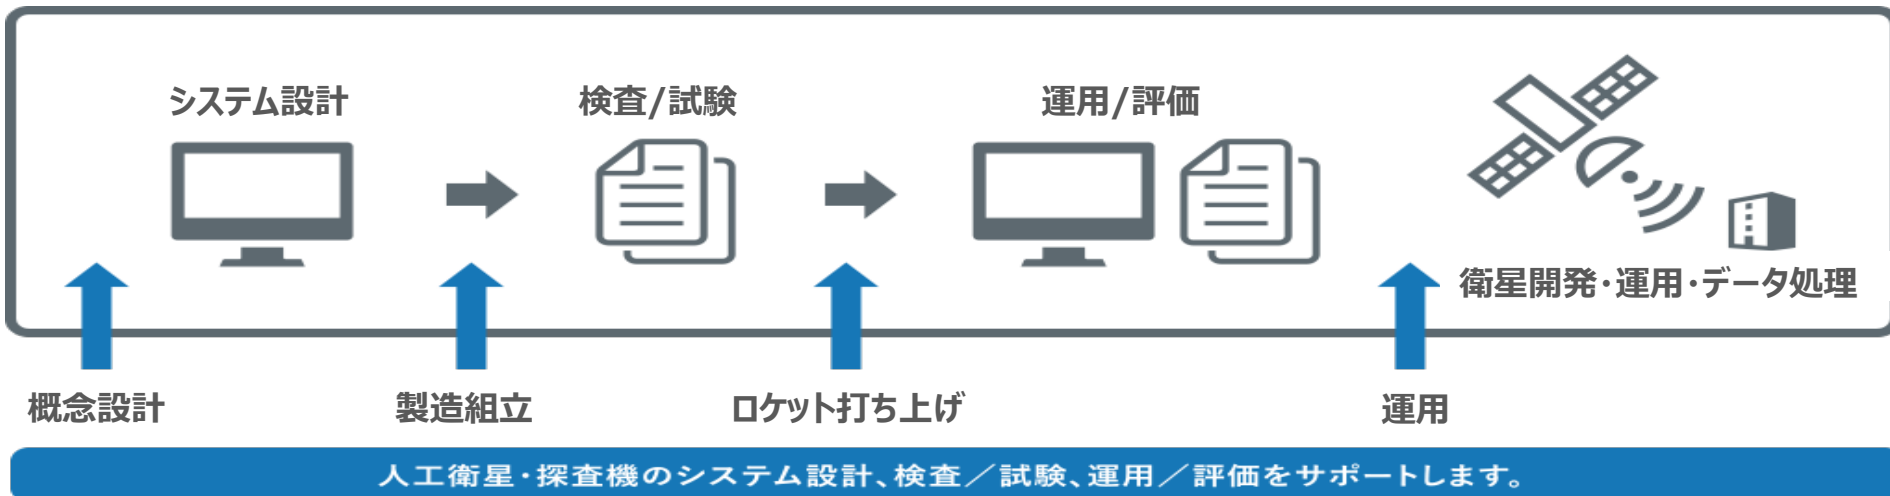 システム設計
検査/試験
運用/評価
衛星開発・運用・データ処理
概念設計
製造組立
ロケット打ち上げ
運用
人工衛星・探査機のシステム設計、検査／試験、運用／評価をサポートします。